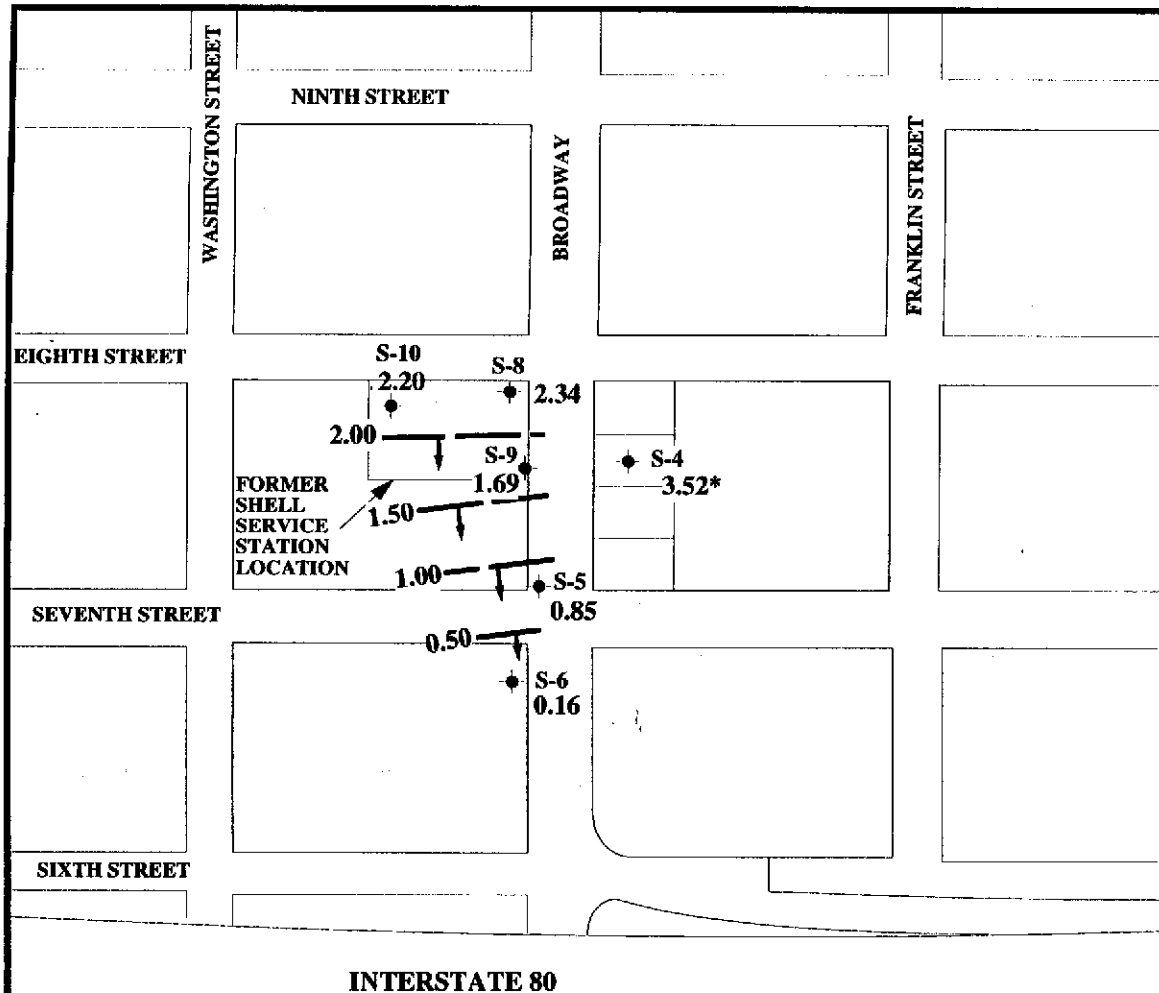 NINTH STREET
WASHINGTON STREET
BROADWAY
FRANKLIN STREET
EIGHTH STREET
S-10
2.20
S-8
2.34
2.00
S-9
1.69
S-4
3.52*
FORMER
SHELL
SERVICE
STATION
LOCATION
1.50
1.00
S-5
0.85
SEVENTH STREET
0.50
S-6
0.16
SIXTH STREET
INTERSTATE 80